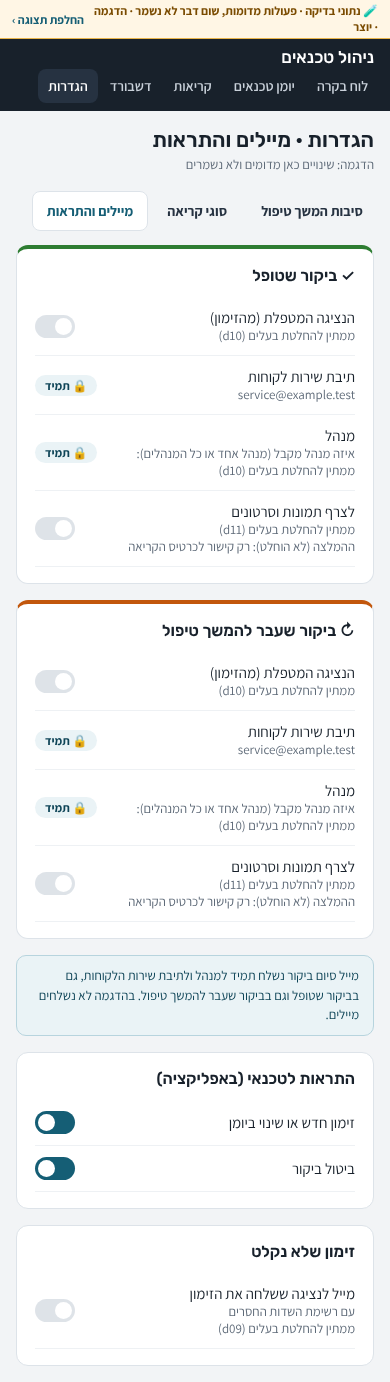 🧪 נתוני בדיקה · פעולות מדומות, שום דבר לא נשמר · הדגמה
· יוצר
החלפת תצוגה ›
ניהול טכנאים
לוח בקרה
יומן טכנאים
קריאות
דשבורד
הגדרות
הגדרות • מיילים והתראות
הדגמה: שינויים כאן מדומים ולא נשמרים
סיבות המשך טיפול
סוגי קריאה
מיילים והתראות
✓ ביקור שטופל
הנציגה המטפלת (מהזימון)
ממתין להחלטת בעלים (d10)
תיבת שירות לקוחות
service@example.test
🔒 תמיד
מנהל
איזה מנהל מקבל (מנהל אחד או כל המנהלים):
ממתין להחלטת בעלים (d10)
🔒 תמיד
לצרף תמונות וסרטונים
ממתין להחלטת בעלים (d11)
ההמלצה (לא הוחלט): רק קישור לכרטיס הקריאה
↻ ביקור שעבר להמשך טיפול
הנציגה המטפלת (מהזימון)
ממתין להחלטת בעלים (d10)
תיבת שירות לקוחות
service@example.test
🔒 תמיד
מנהל
איזה מנהל מקבל (מנהל אחד או כל המנהלים):
ממתין להחלטת בעלים (d10)
🔒 תמיד
לצרף תמונות וסרטונים
ממתין להחלטת בעלים (d11)
ההמלצה (לא הוחלט): רק קישור לכרטיס הקריאה
מייל סיום ביקור נשלח תמיד למנהל ולתיבת שירות הלקוחות, גם
בביקור שטופל וגם בביקור שעבר להמשך טיפול. בהדגמה לא נשלחים
מיילים.
התראות לטכנאי (באפליקציה)
זימון חדש או שינוי ביומן
ביטול ביקור
זימון שלא נקלט
מייל לנציגה ששלחה את הזימון
עם רשימת השדות החסרים
ממתין להחלטת בעלים (d09)